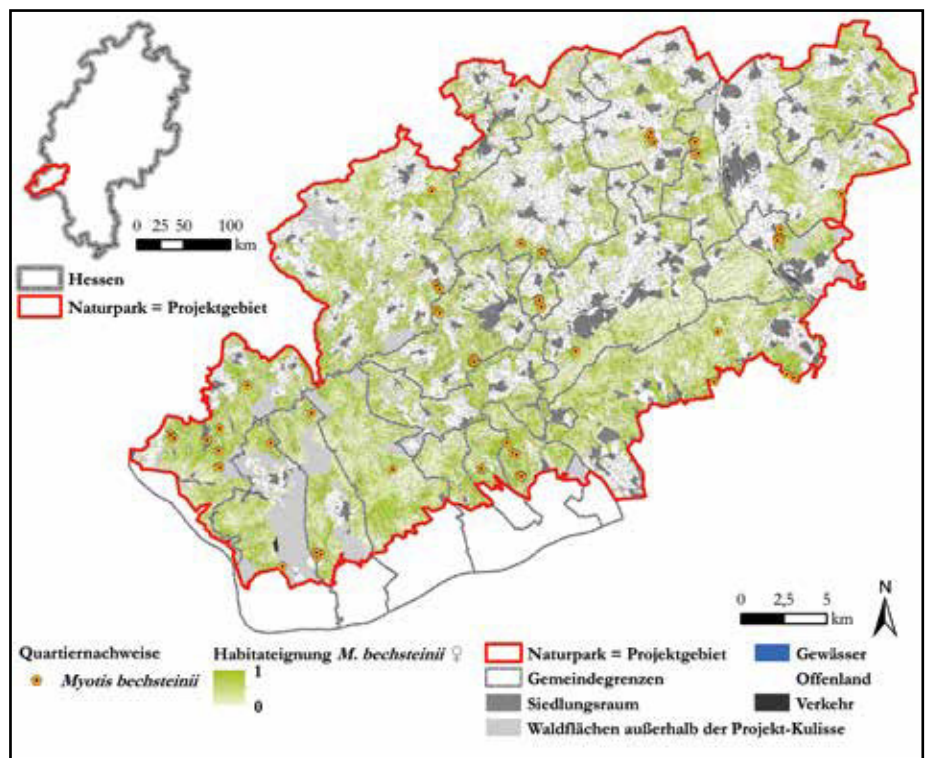 0 25 50 100
km
Hessen
Naturpark = Projektgebiet
N
0 2,5 5
km
Quartiernachweise
Myotis bechsteinii
Habitateignung M. bechsteinii ♀
1
0
Naturpark = Projektgebiet
Gemeindegrenzen
Siedlungsraum
Waldflächen außerhalb der Projekt-Kulisse
Gewässer
Offenland
Verkehr